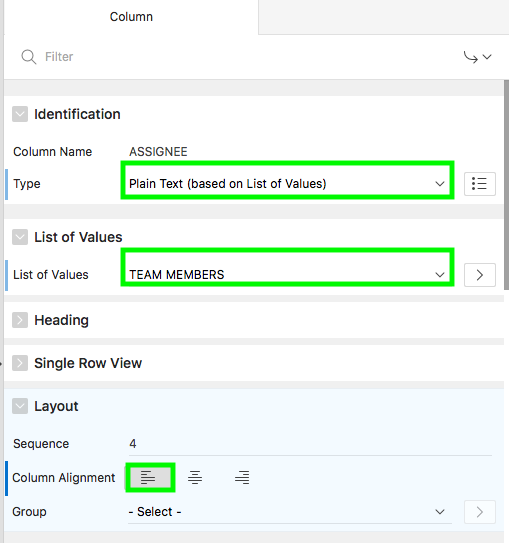 Column
Filter
Identification
Column Name ASSIGNEE
Type Plain Text (based on List of Values)
List of Values
List of Values TEAM MEMBERS
Heading
Single Row View
Layout
Sequence 4
Column Alignment
Group - Select -